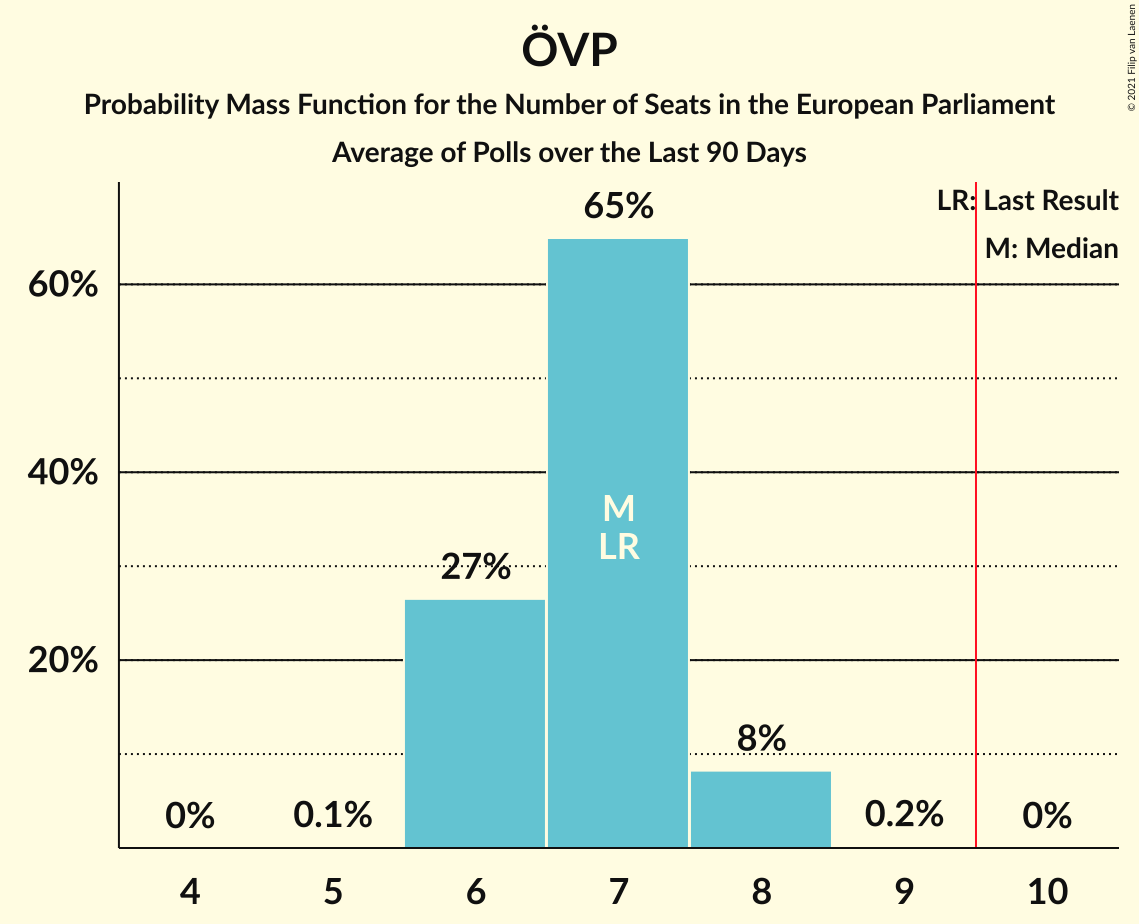 ÖVP
Probability Mass Function for the Number of Seats in the European Parliament
Average of Polls over the Last 90 Days
© 2021 Filip van Laenen
LR: Last Result
M: Median
65%
60%
40%
M
LR
27%
20%
8%
0%
0.1%
0.2%
0%
4
5
6
7
8
9
10